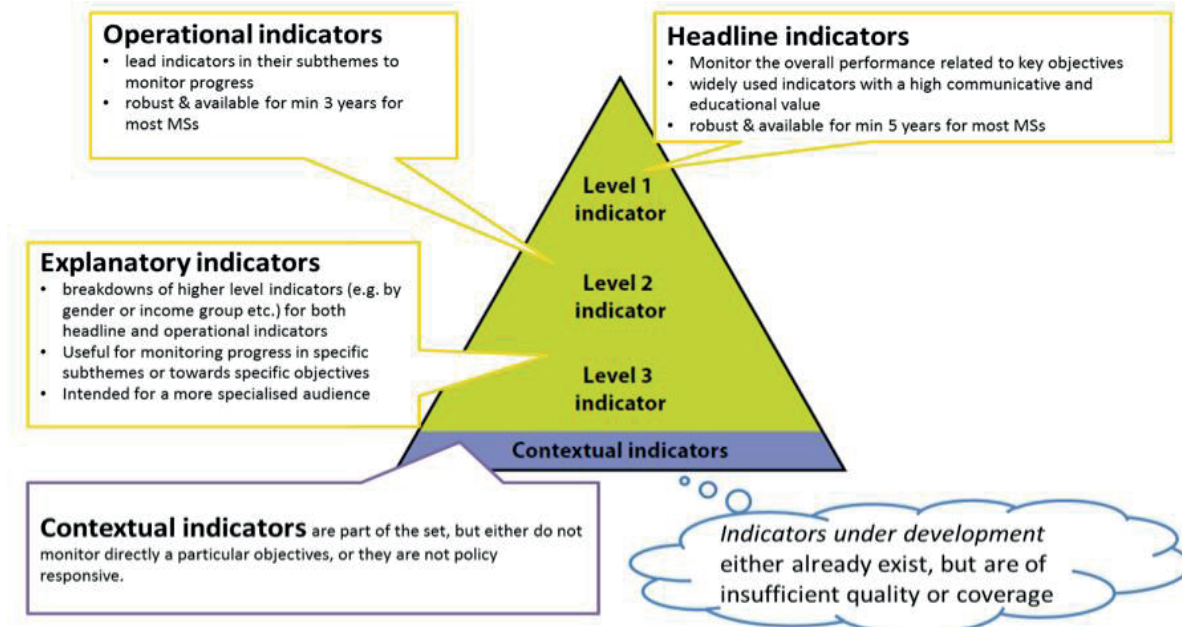 Operational indicators
• lead indicators in their subthemes to
monitor progress
• robust & available for min 3 years for
most MSs
Headline indicators
• Monitor the overall performance related to key objectives
• widely used indicators with a high communicative and
educational value
• robust & available for min 5 years for most MSs
Level 1
indicator
Explanatory indicators
• breakdowns of higher level indicators (e.g. by
gender or income group etc.) for both
headline and operational indicators
• Useful for monitoring progress in specific
subthemes or towards specific objectives
• Intended for a more specialised audience
Level 2
indicator
Level 3
indicator
Contextual indicators
Contextual indicators are part of the set, but either do not
monitor directly a particular objectives, or they are not policy
responsive.
Indicators under development
either already exist, but are of
insufficient quality or coverage